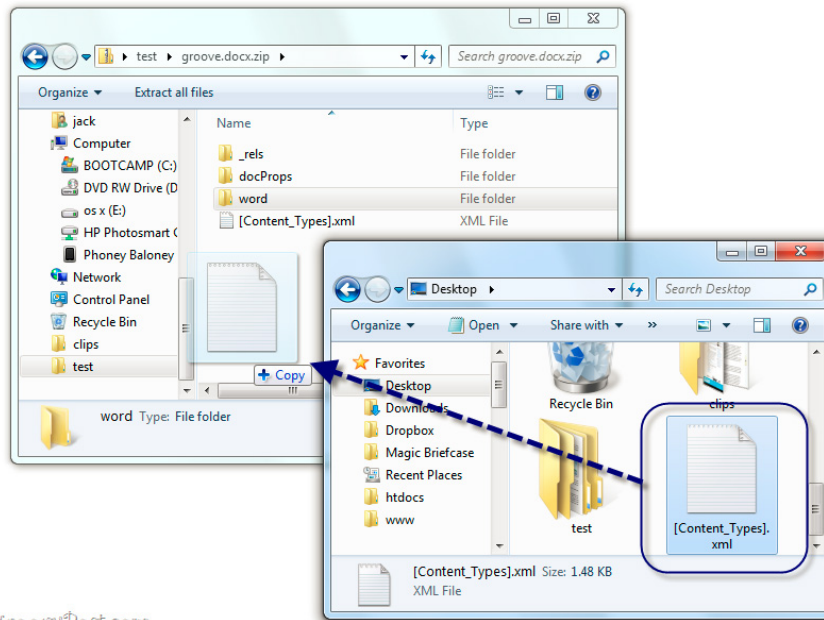 test groove.docx.zip
Search groove.docx.zip
Organize Extract all files
jack
Computer
BOOTCAMP (C:)
DVD RW Drive (D
os x (E:)
HP Photosmart C
Phoney Baloney
Network
Control Panel
Recycle Bin
clips
test
Name Type
_rels File folder
docProps File folder
word File folder
[Content_Types].xml XML File
+ Copy
word Type: File folder
Desktop
Search Desktop
Organize Open Share with »
Favorites
Desktop
Downloads
Dropbox
Magic Briefcase
Recent Places
htdocs
www
Recycle Bin
clips
test
[Content_Types].
xml
[Content_Types].xml Size: 1.48 KB
XML File